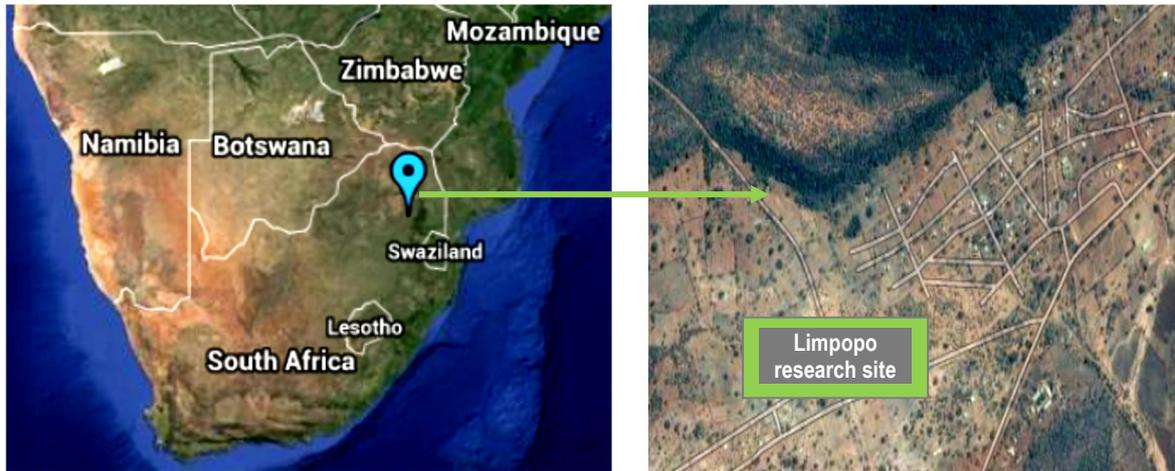 Mozambique
Zimbabwe
Namibia
Botswana
Swaziland
Lesotho
South Africa
Limpopo
research site